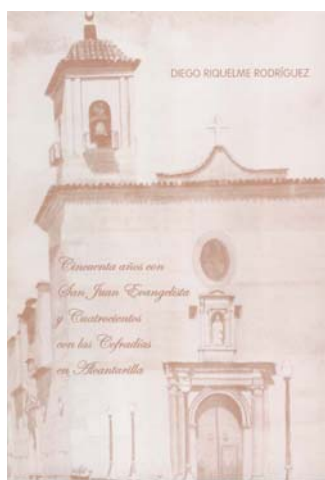 DIEGO RIQUELME RODRÍGUEZ
Cincuenta años con
San Juan Evangelista
y Cuatrocientos
con las Cofradías
en Alcantarilla